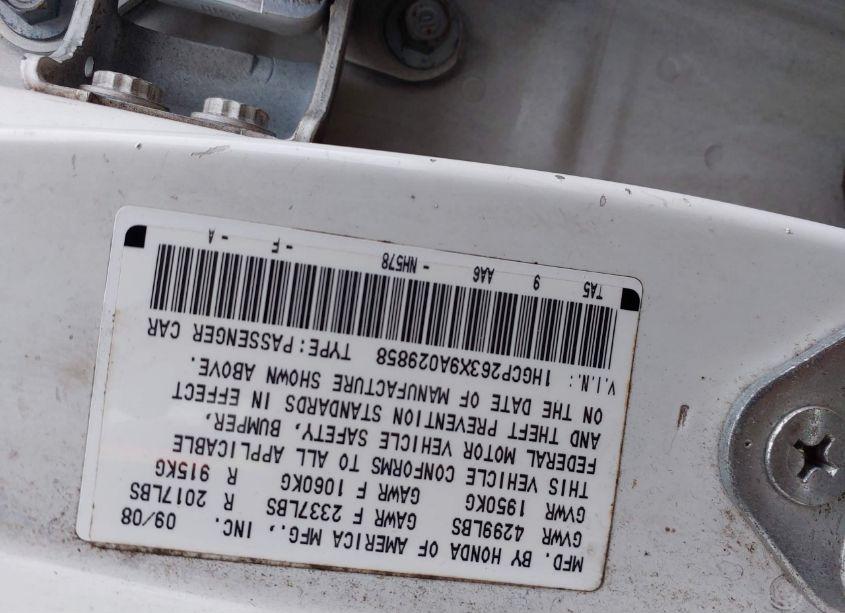 MFD. BY HONDA OF AMERICA MFG., INC. 09/08
GVWR 4299LBS GAWR F 2337LBS R 2017LBS
GVWR 1950KG GAWR F 1060KG R 915KG
THIS VEHICLE CONFORMS TO ALL APPLICABLE
FEDERAL MOTOR VEHICLE SAFETY, BUMPER,
AND THEFT PREVENTION STANDARDS IN EFFECT
ON THE DATE OF MANUFACTURE SHOWN ABOVE.
V.I.N.: 1HGCP263X9A029858 TYPE:PASSENGER CAR
TA5 9 AA6 - NH578 - F - A